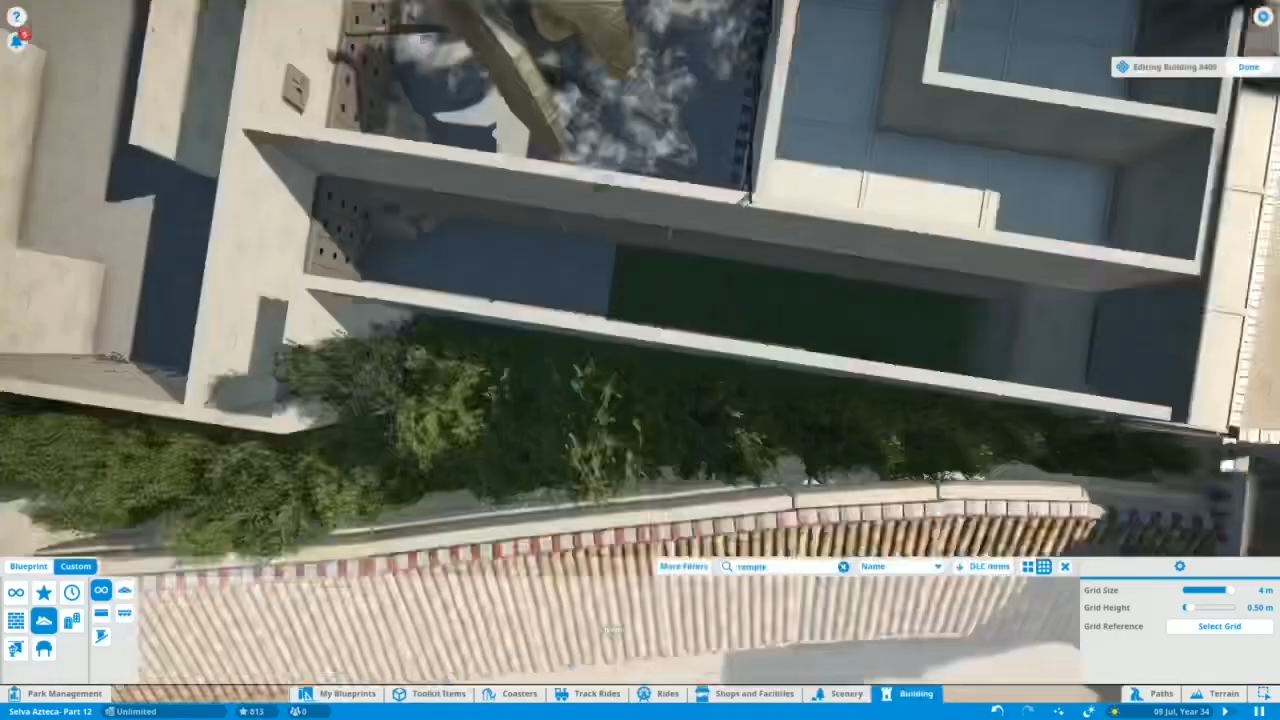 ?
Editing Building #409 Done
Blueprint Custom
More Filters temple Name DLC Items
Grid Size 4 m
Grid Height 0.50 m
Grid Reference Select Grid
Park Management My Blueprints Toolkit Items Coasters Track Rides Rides Shops and Facilities Scenery Building Paths Terrain
Selva Azteca- Part 12 Unlimited 813 0 09 Jul, Year 34